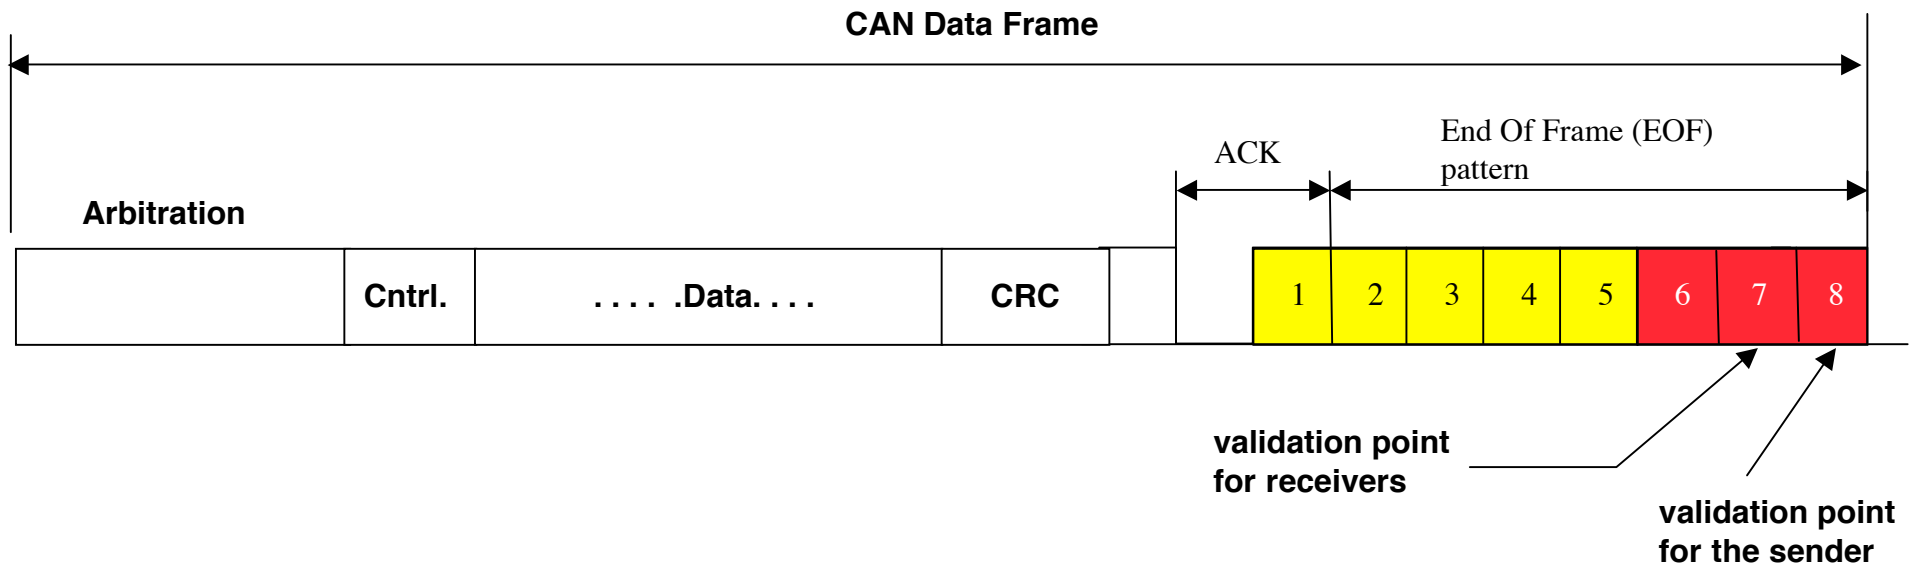 CAN Data Frame
End Of Frame (EOF)
pattern
ACK
Arbitration
Cntrl.
. . . . .Data. . . .
CRC
1 2 3 4 5 6 7 8
validation point
for receivers
validation point
for the sender